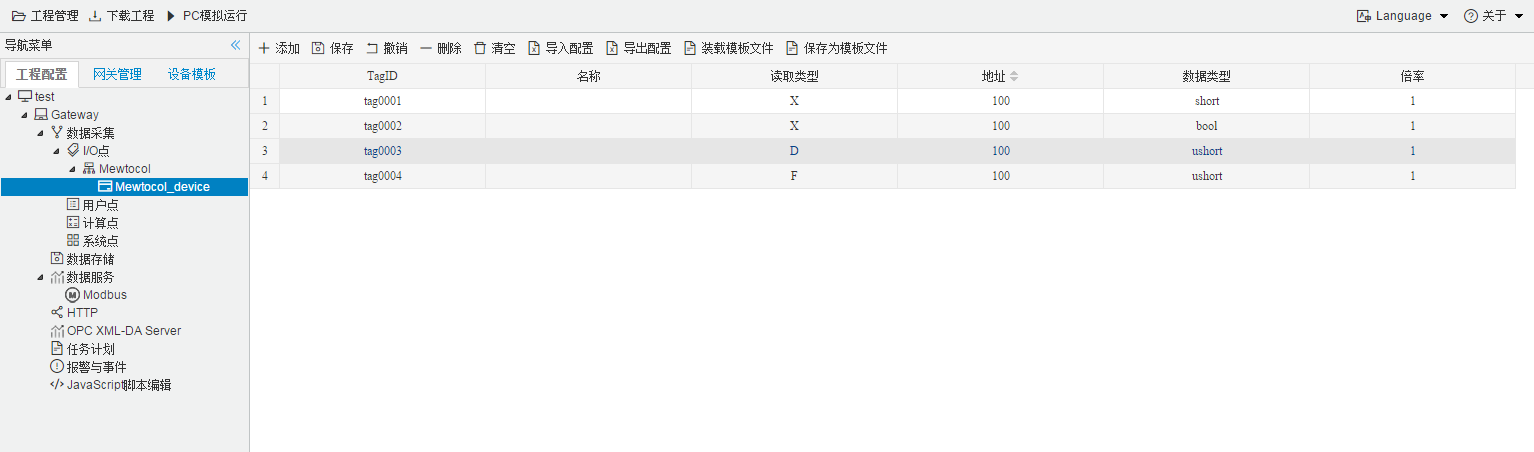 工程管理 下载工程 PC模拟运行 Language 关于
导航菜单
工程配置 网关管理 设备模板
test
Gateway
数据采集
I/O点
Mewtocol
Mewtocol_device
用户点
计算点
系统点
数据存储
数据服务
Modbus
HTTP
OPC XML-DA Server
任务计划
报警与事件
JavaScript脚本编辑
添加 保存 撤销 删除 清空 导入配置 导出配置 装载模板文件 保存为模板文件
TagID 名称 读取类型 地址 数据类型 倍率
1 tag0001 X 100 short 1
2 tag0002 X 100 bool 1
3 tag0003 D 100 ushort 1
4 tag0004 F 100 ushort 1